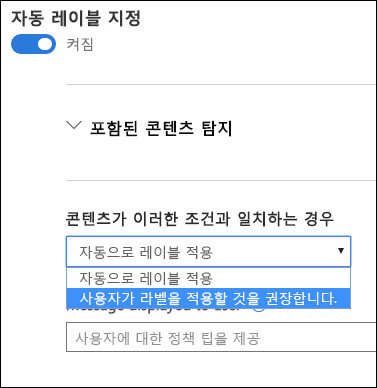 자동 레이블 지정
켜짐
포함된 콘텐츠 탐지
콘텐츠가 이러한 조건과 일치하는 경우
자동으로 레이블 적용
자동으로 레이블 적용
사용자가 라벨을 적용할 것을 권장합니다.
message displayed to user
사용자에 대한 정책 팁을 제공